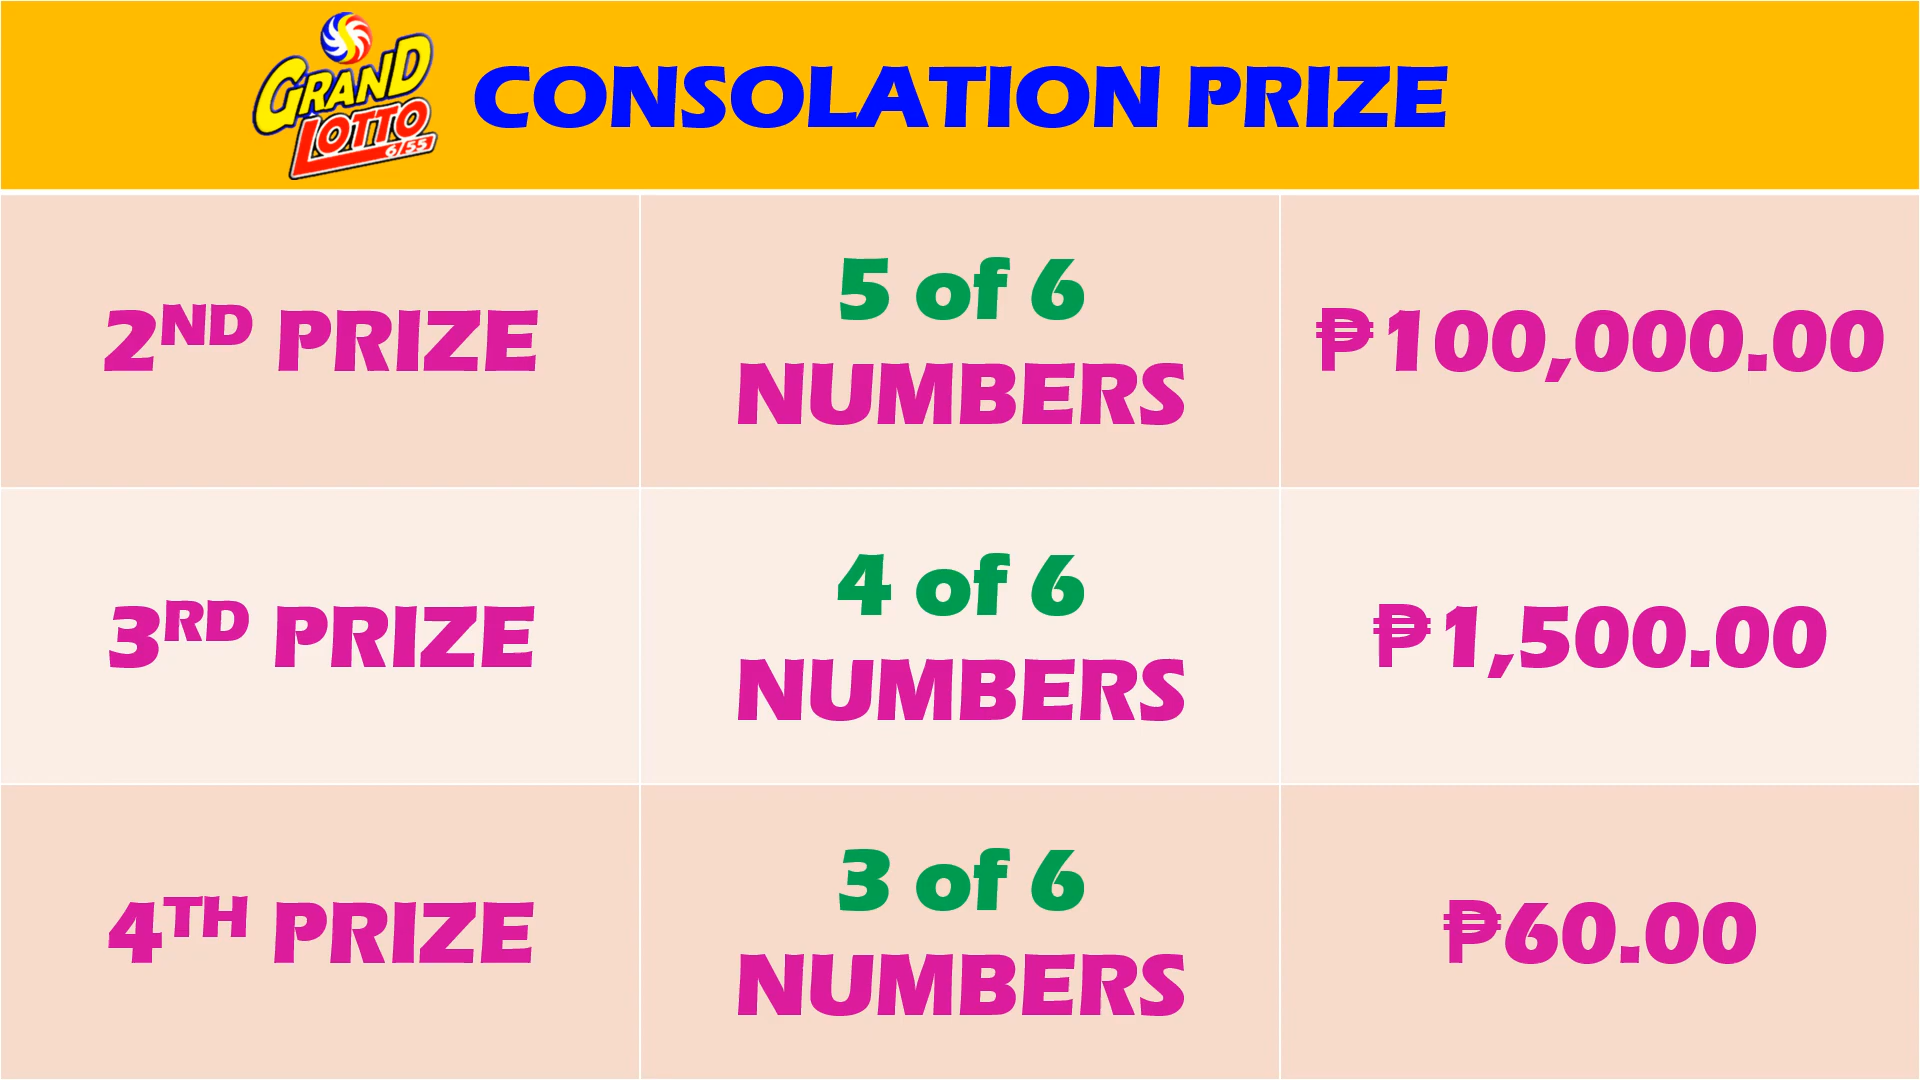 GRAND
LOTTO
6/55
CONSOLATION PRIZE
2ND PRIZE
5 of 6
NUMBERS
₱100,000.00
3RD PRIZE
4 of 6
NUMBERS
₱1,500.00
4TH PRIZE
3 of 6
NUMBERS
₱60.00